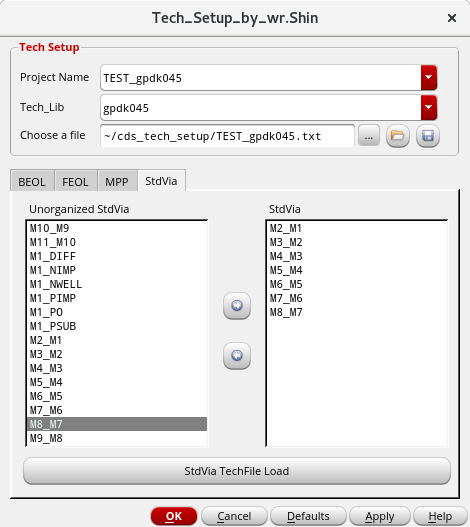 Tech_Setup_by_wr.Shin
Tech Setup
Project Name TEST_gpdk045
Tech_Lib gpdk045
Choose a file ~/cds_tech_setup/TEST_gpdk045.txt ...
BEOL FEOL MPP StdVia
Unorganized StdVia
M10_M9
M11_M10
M1_DIFF
M1_NIMP
M1_NWELL
M1_PIMP
M1_PO
M1_PSUB
M2_M1
M3_M2
M4_M3
M5_M4
M6_M5
M7_M6
M8_M7
M9_M8
StdVia
M2_M1
M3_M2
M4_M3
M5_M4
M6_M5
M7_M6
M8_M7
StdVia TechFile Load
OK Cancel Defaults Apply Help